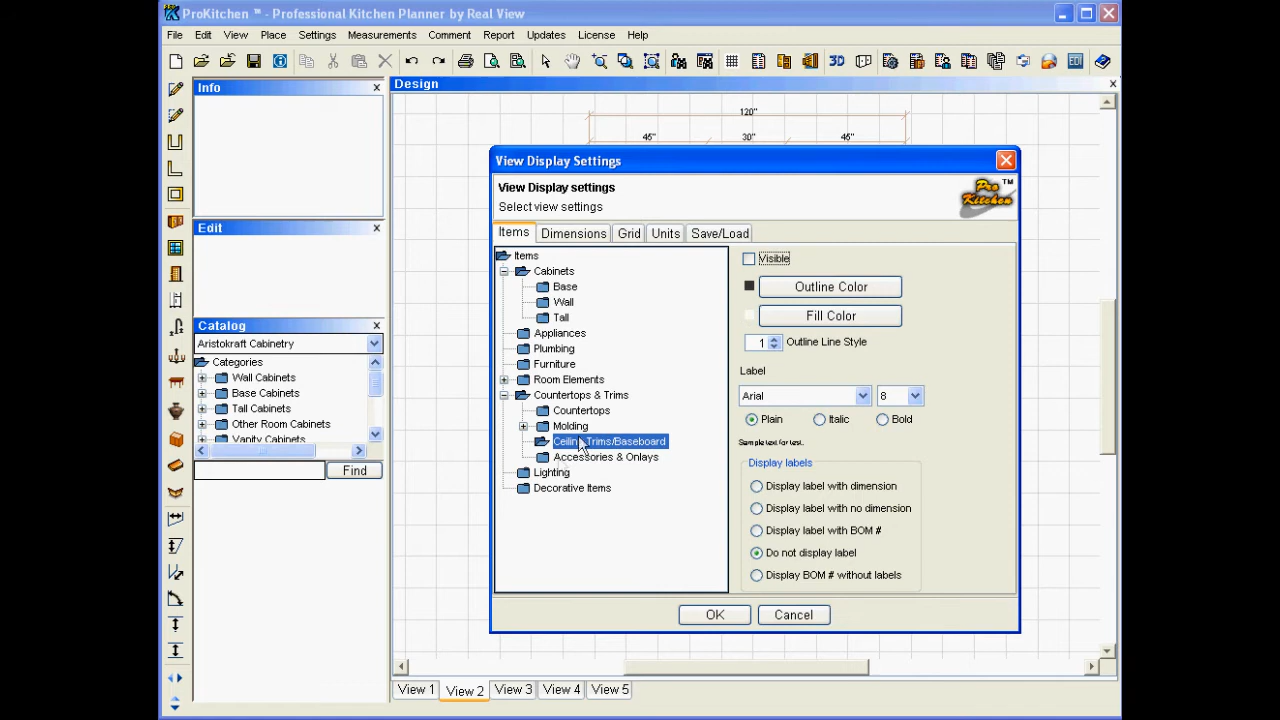 ProKitchen ™ - Professional Kitchen Planner by Real View
File Edit View Place Settings Measurements Comment Report Updates License Help
3D
EDI
Info
Design
120"
45" 30" 45"
View Display Settings
View Display settings
Select view settings
Pro Kitchen ™
Items Dimensions Grid Units Save/Load
Items
Cabinets
Base
Wall
Tall
Appliances
Plumbing
Furniture
Room Elements
Countertops & Trims
Countertops
Molding
Ceiling Trims/Baseboard
Accessories & Onlays
Lighting
Decorative Items
Visible
Outline Color
Fill Color
1 Outline Line Style
Label
Arial 8
Plain Italic Bold
Sample text for test.
Display labels
Display label with dimension
Display label with no dimension
Display label with BOM #
Do not display label
Display BOM # without labels
OK Cancel
Edit
Catalog
Aristokraft Cabinetry
Categories
Wall Cabinets
Base Cabinets
Tall Cabinets
Other Room Cabinets
Vanity Cabinets
Find
View 1 View 2 View 3 View 4 View 5